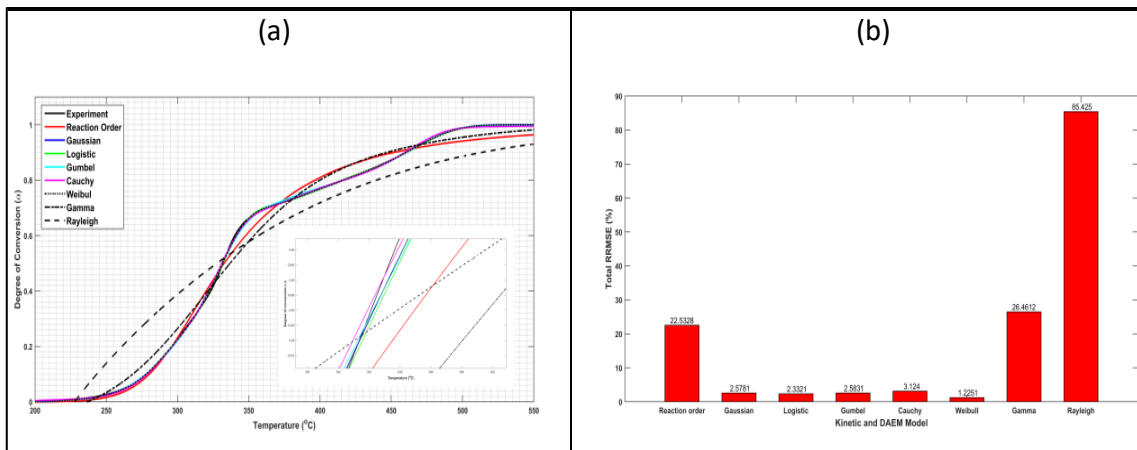 (a)
1
0.8
0.6
0.4
0.2
0
200
250
300
350
400
450
500
550
Degree of Conversion (α)
Temperature (°C)
Experiment
Reaction Order
Gaussian
Logistic
Gumbel
Cauchy
Weibul
Gamma
Rayleigh
Temperature (°C)
(b)
90
80
70
60
50
40
30
20
10
0
Total RRMSE (%)
22.5328
2.5781
2.3321
2.5831
3.124
1.2251
26.4612
85.425
Reaction order
Gaussian
Logistic
Gumbel
Cauchy
Weibull
Gamma
Rayleigh
Kinetic and DAEM Model